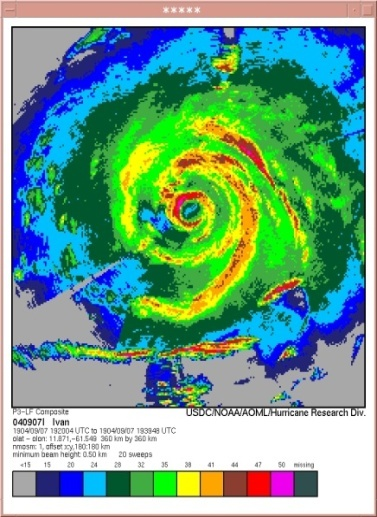 *****
P3-LF Composite
USDC/NOAA/AOML/Hurricane Research Div.
040907I Ivan
1904/09/07 192004 UTC to 1904/09/07 193948 UTC
olat - olon: 11.871,-61.549 360 km by 360 km
nmosm: 1, offset x,y,180;180 km
minimum beam height: 0.50 km 20 sweeps
<15 15 20 24 28 32 35 38 41 44 47 50 missing